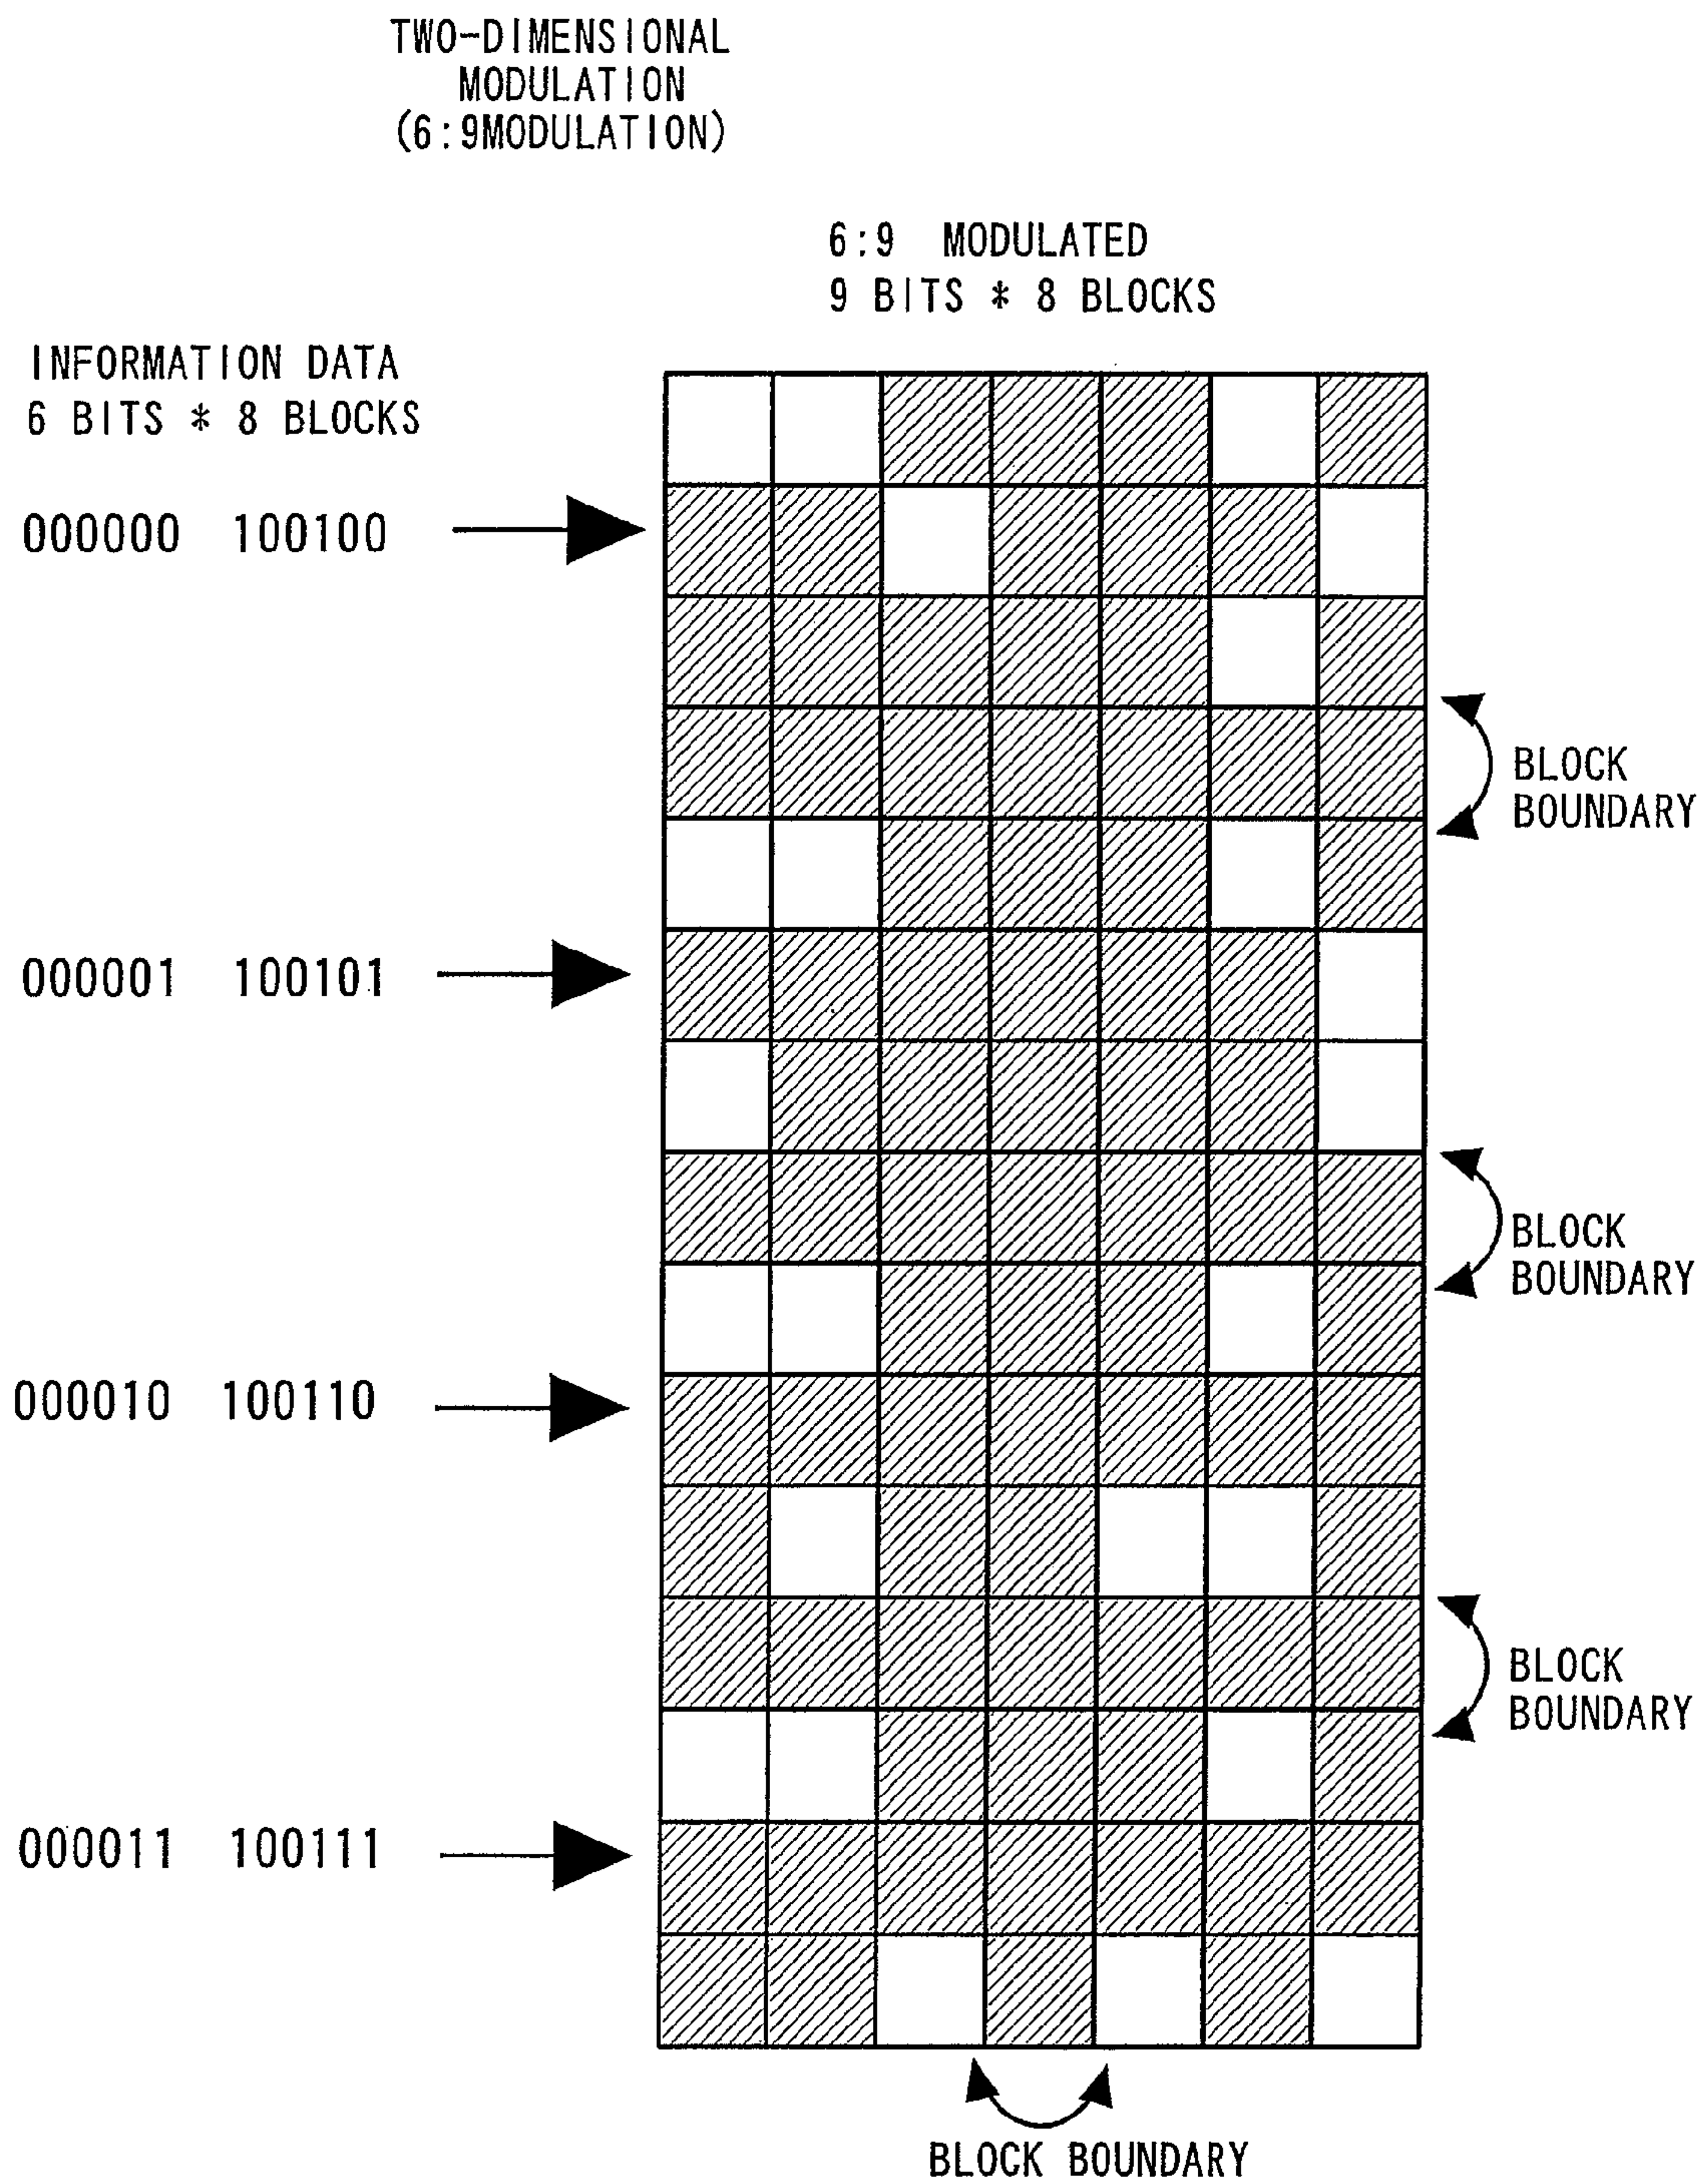 TWO-DIMENSIONAL
MODULATION
(6:9MODULATION)
6:9 MODULATED
9 BITS * 8 BLOCKS
INFORMATION DATA
6 BITS * 8 BLOCKS
000000 100100
BLOCK
BOUNDARY
000001 100101
BLOCK
BOUNDARY
000010 100110
BLOCK
BOUNDARY
000011 100111
BLOCK BOUNDARY